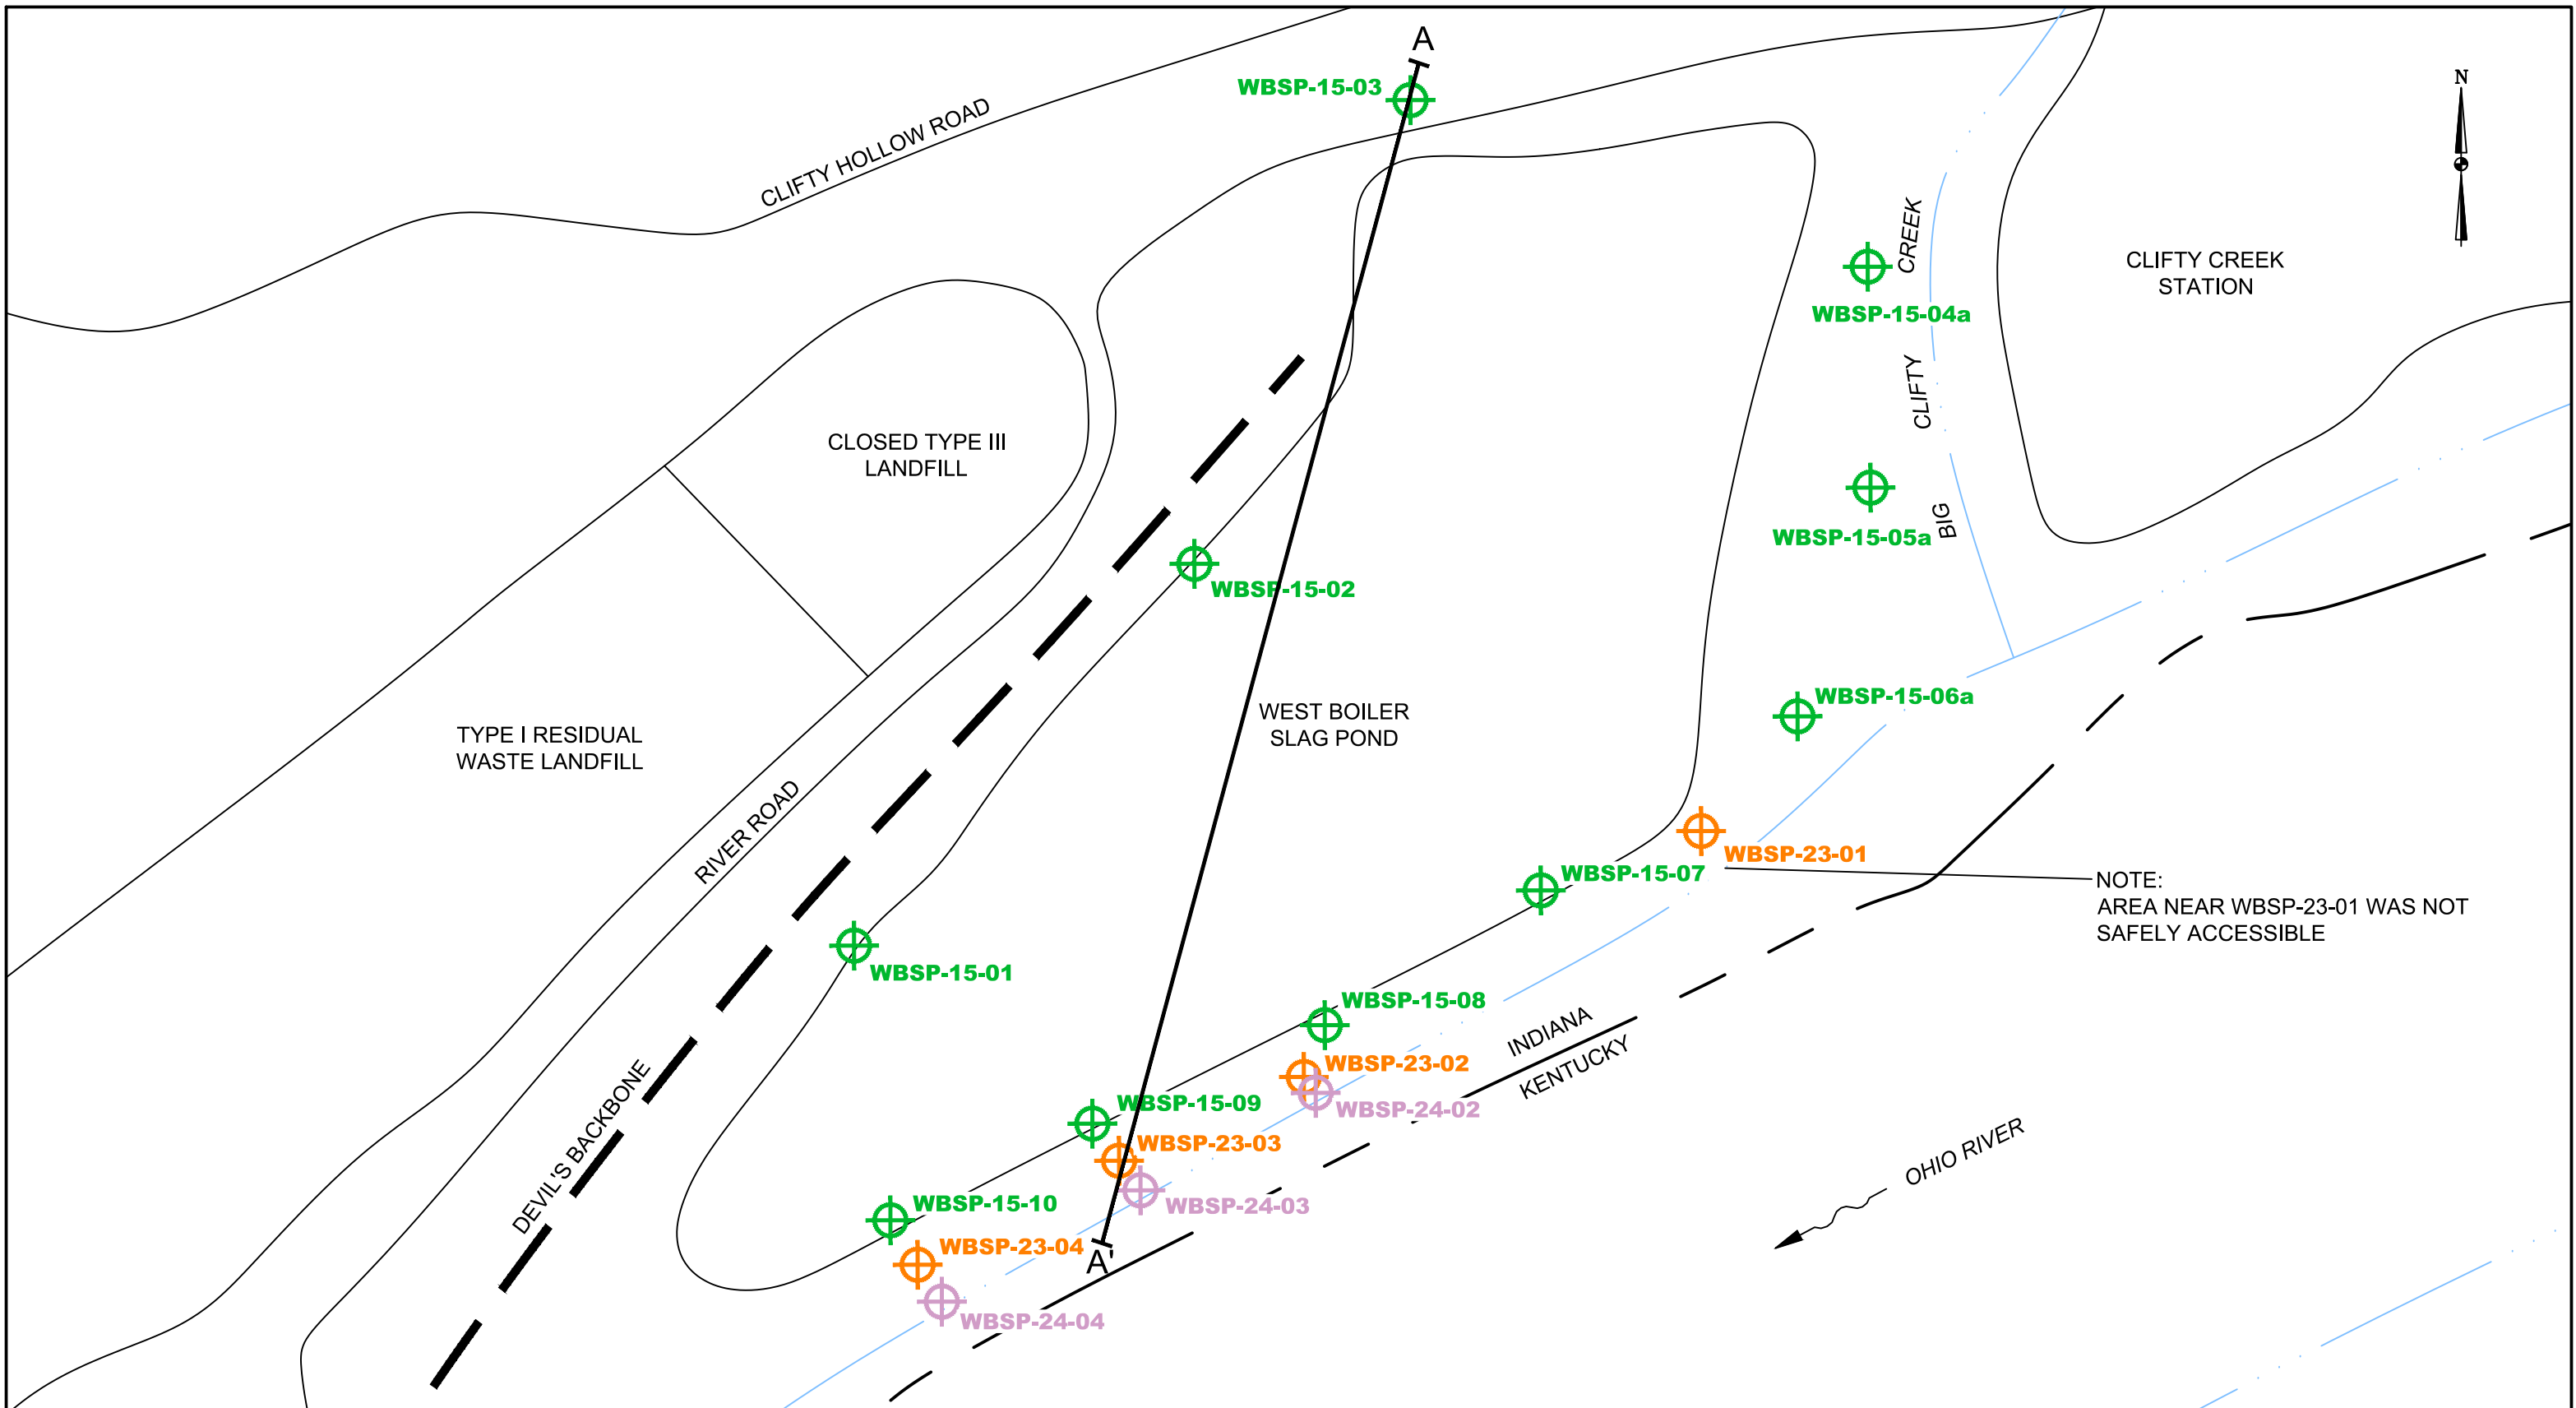 A
N
WBSP-15-03
CLIFTY HOLLOW ROAD
CREEK
CLIFTY CREEK
STATION
WBSP-15-04a
CLIFTY
CLOSED TYPE III
LANDFILL
BIG
WBSP-15-05a
WBSP-15-02
WBSP-15-06a
WEST BOILER
SLAG POND
TYPE I RESIDUAL
WASTE LANDFILL
RIVER ROAD
WBSP-23-01
WBSP-15-07
NOTE:
AREA NEAR WBSP-23-01 WAS NOT
SAFELY ACCESSIBLE
WBSP-15-01
WBSP-15-08
INDIANA
KENTUCKY
WBSP-23-02
WBSP-24-02
DEVIL'S BACKBONE
WBSP-15-09
WBSP-23-03
OHIO RIVER
WBSP-24-03
WBSP-15-10
WBSP-23-04
A'
WBSP-24-04